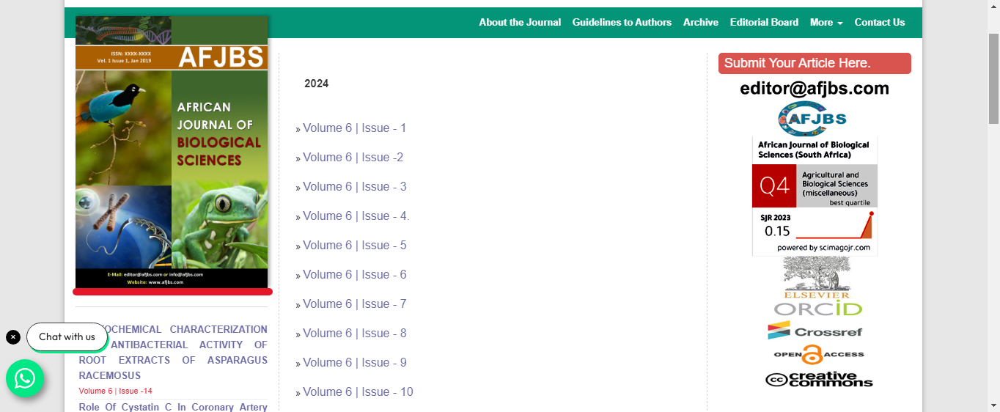 About the Journal Guidelines to Authors Archive Editorial Board More Contact Us
ISSN: XXXX-XXXX
Vol. 1 Issue 1, Jan 2019
AFJBS
AFRICAN
JOURNAL OF
BIOLOGICAL
SCIENCES
E-Mail: editor@afjbs.com or info@afjbs.com
Website: www.afjbs.com
CHARACTERIZATION
ANTIBACTERIAL ACTIVITY OF
ROOT EXTRACTS OF ASPARAGUS
RACEMOSUS
Volume 6 | Issue -14
Role Of Cystatin C In Coronary Artery
Chat with us
2024
» Volume 6 | Issue - 1
» Volume 6 | Issue -2
» Volume 6 | Issue - 3
» Volume 6 | Issue - 4.
» Volume 6 | Issue - 5
» Volume 6 | Issue - 6
» Volume 6 | Issue - 7
» Volume 6 | Issue - 8
» Volume 6 | Issue - 9
» Volume 6 | Issue - 10
Submit Your Article Here.
editor@afjbs.com
AFJBS
African Journal of Biological
Sciences (South Africa)
Q4
Agricultural and
Biological Sciences
(miscellaneous)
best quartile
SJR 2023
0.15
powered by scimagojr.com
ELSEVIER
ORCID
Crossref
OPEN ACCESS
cc creative
commons